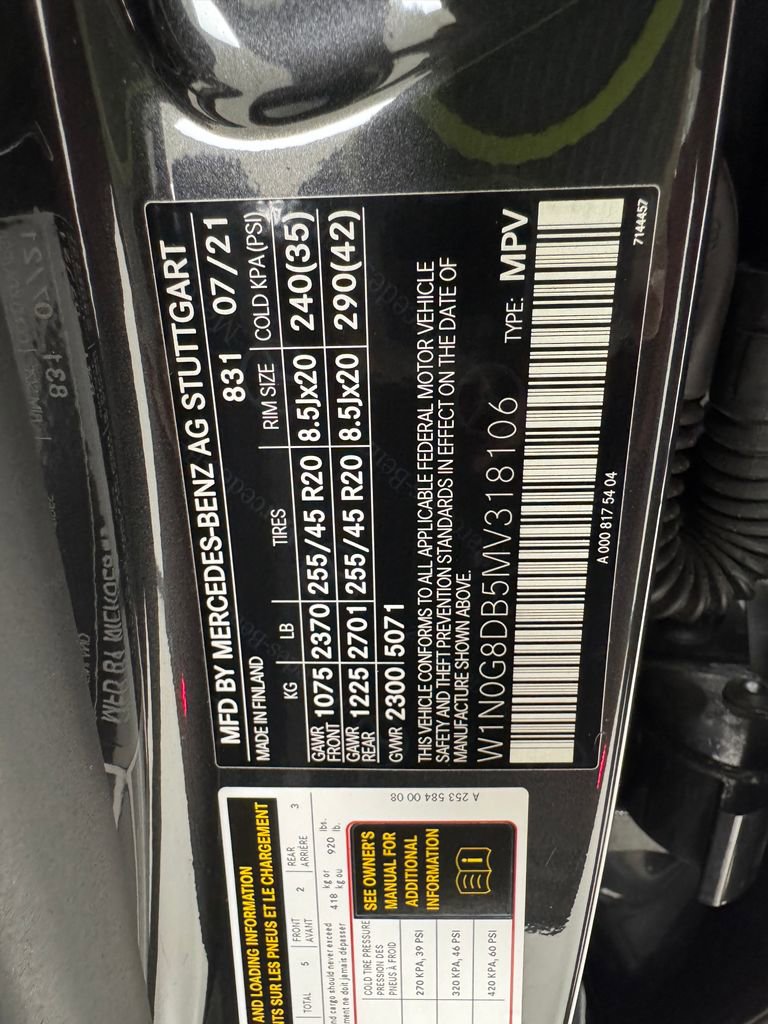 MFD BY MERCEDES-BENZ AG STUTTGART
MADE IN FINLAND 831 07/21
KG LB TIRES RIM SIZE COLD KPA(PSI)
GAWR FRONT 1075 2370 255/45 R20 8.5Jx20 240(35)
GAWR REAR 1225 2701 255/45 R20 8.5Jx20 290(42)
GVWR 2300 5071
THIS VEHICLE CONFORMS TO ALL APPLICABLE FEDERAL MOTOR VEHICLE
SAFETY AND THEFT PREVENTION STANDARDS IN EFFECT ON THE DATE OF
MANUFACTURE SHOWN ABOVE.
W1N0G8DB5MV318106 TYPE: MPV
A 000 817 54 04
7144457
AND LOADING INFORMATION
SUR LES PNEUS ET LE CHARGEMENT
TOTAL 5 FRONT AVANT 2 REAR ARRIÈRE 3
cargo should never exceed 418 kg or 920 lbs.
ne doit jamais dépasser kg ou lb.
COLD TIRE PRESSURE
PRESSION DES
PNEUS À FROID
270 KPA, 39 PSI
320 KPA, 46 PSI
420 KPA, 60 PSI
SEE OWNER'S
MANUAL FOR
ADDITIONAL
INFORMATION
A 253 584 00 08